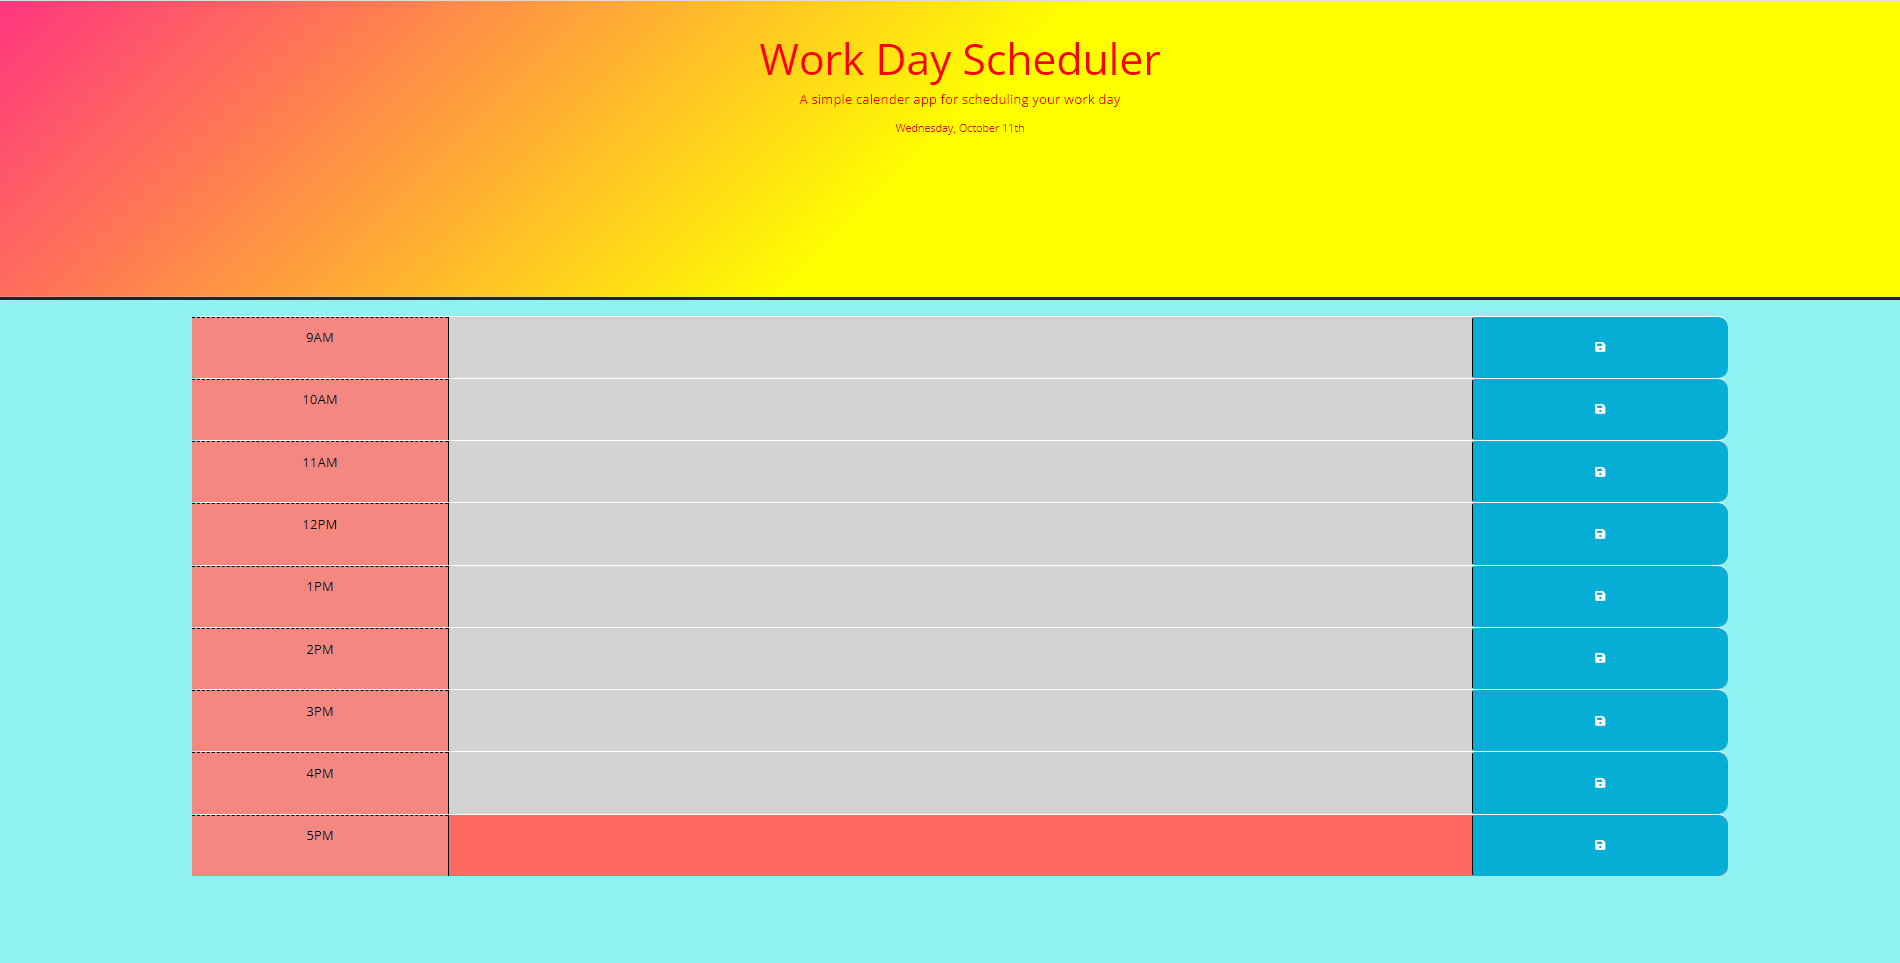 Work Day Scheduler
A simple calender app for scheduling your work day
Wednesday, October 11th
9AM
10AM
11AM
12PM
1PM
2PM
3PM
4PM
5PM